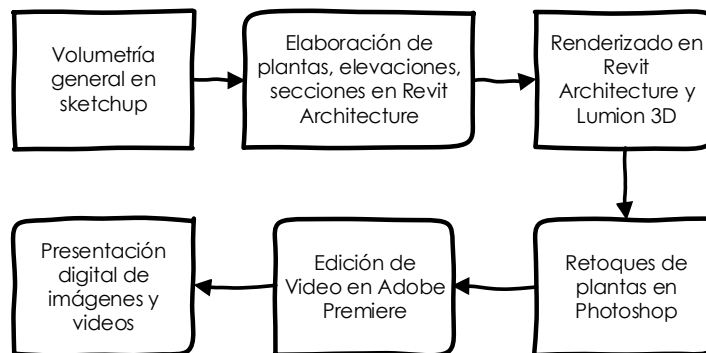 Volumetría
general en
sketchup
Elaboración de
plantas, elevaciones,
secciones en Revit
Architecture
Renderizado en
Revit
Architecture y
Lumion 3D
Retoques de
plantas en
Photoshop
Edición de
Video en Adobe
Premiere
Presentación
digital de
imágenes y
videos